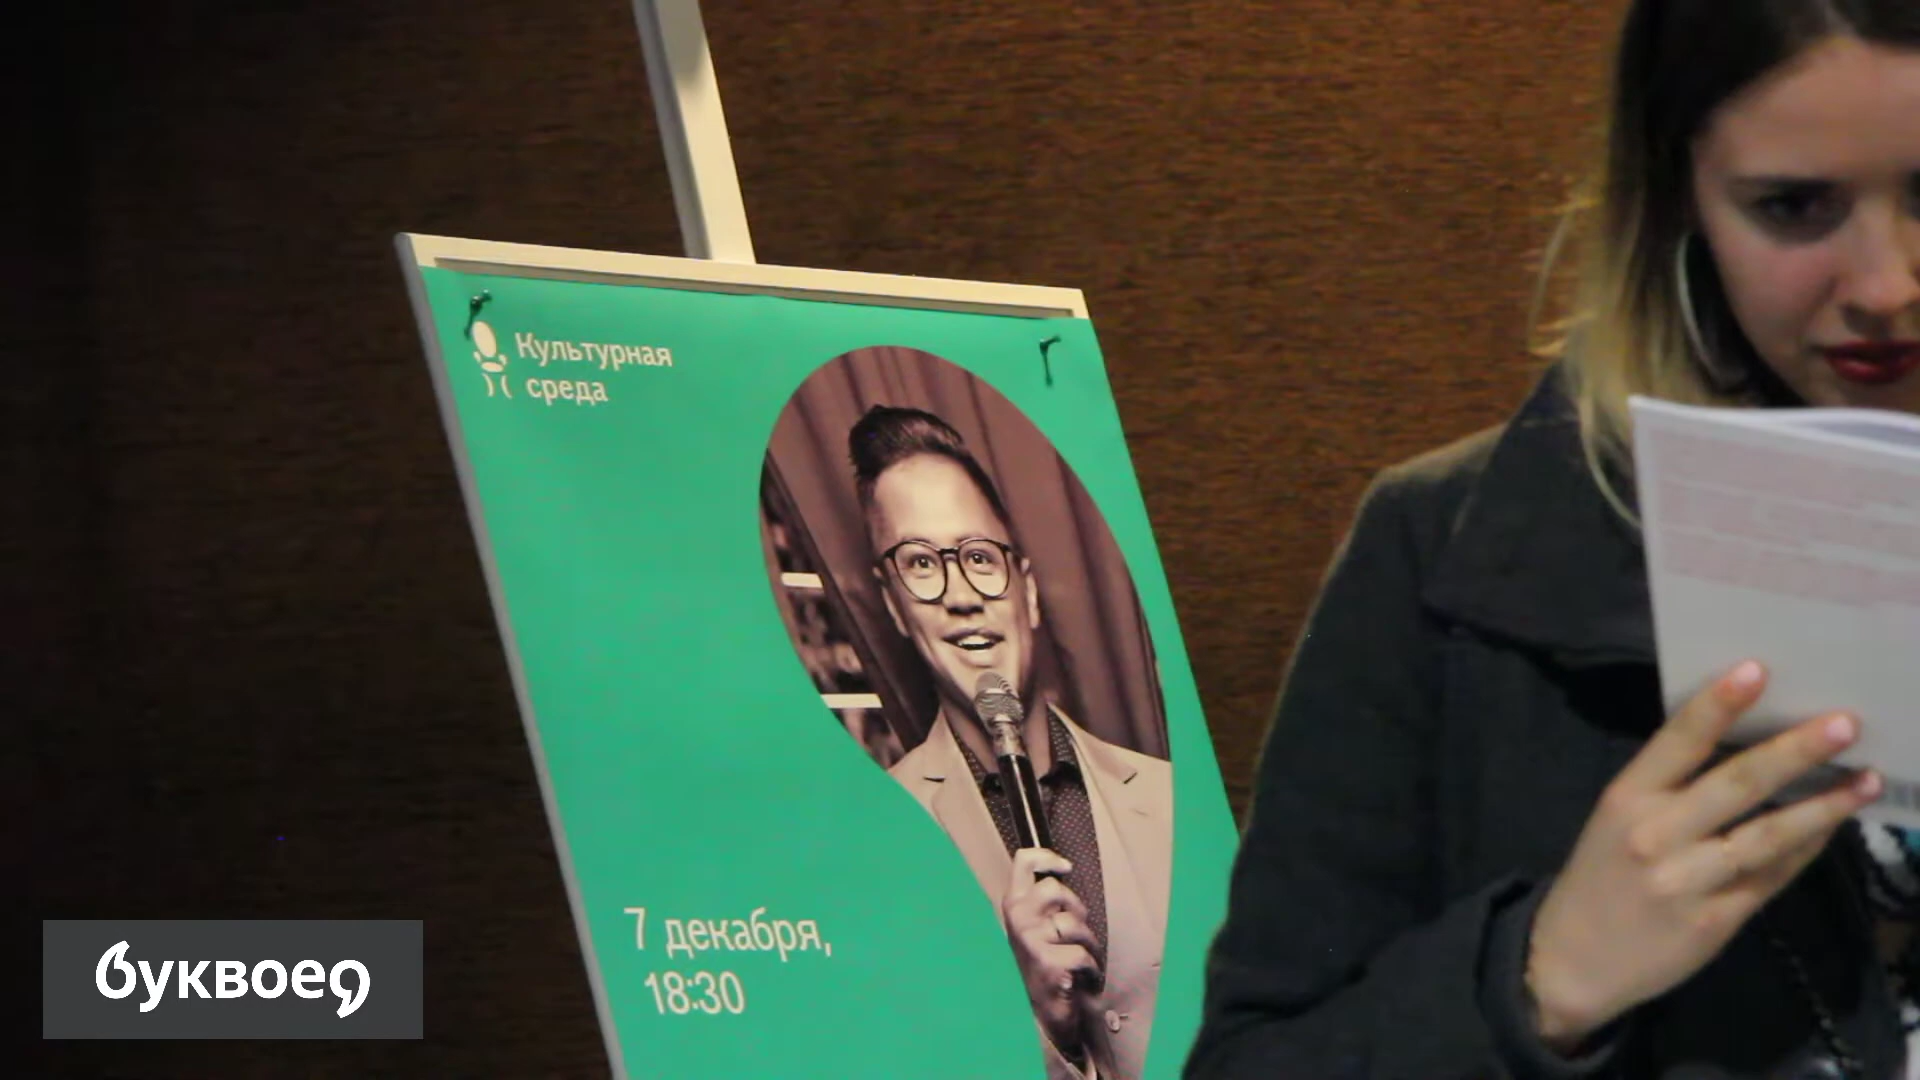 Культурная
среда
7 декабря,
18:30
буквоед